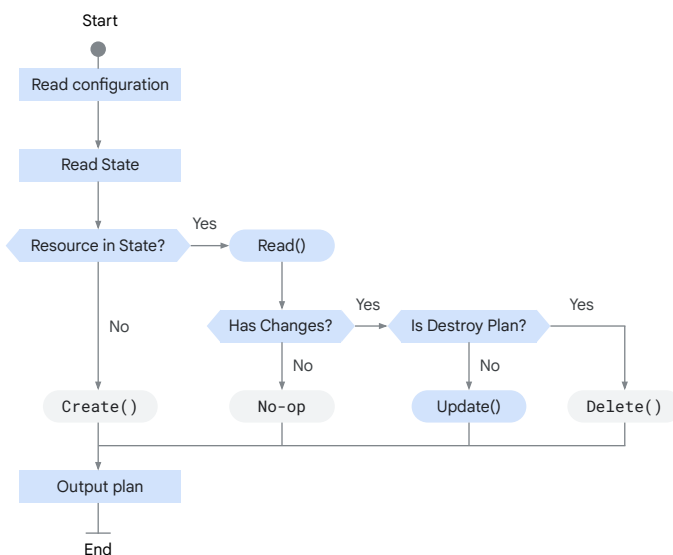 Start
Read configuration
Read State
Yes
Resource in State?
Read()
Yes
Yes
Has Changes?
Is Destroy Plan?
No
No
No
Create()
No-op
Update()
Delete()
Output plan
End